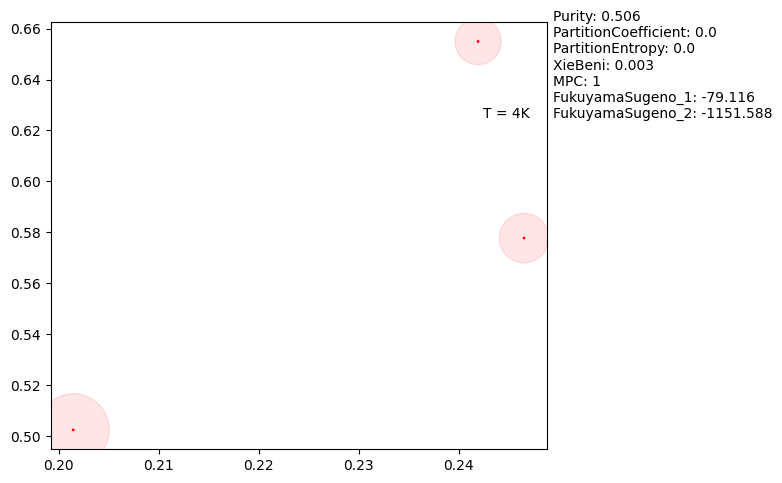 Purity: 0.506
PartitionCoefficient: 0.0
PartitionEntropy: 0.0
XieBeni: 0.003
MPC: 1
FukuyamaSugeno_1: -79.116
FukuyamaSugeno_2: -1151.588
T = 4K
0.66
0.64
0.62
0.60
0.58
0.56
0.54
0.52
0.50
0.20 0.21 0.22 0.23 0.24